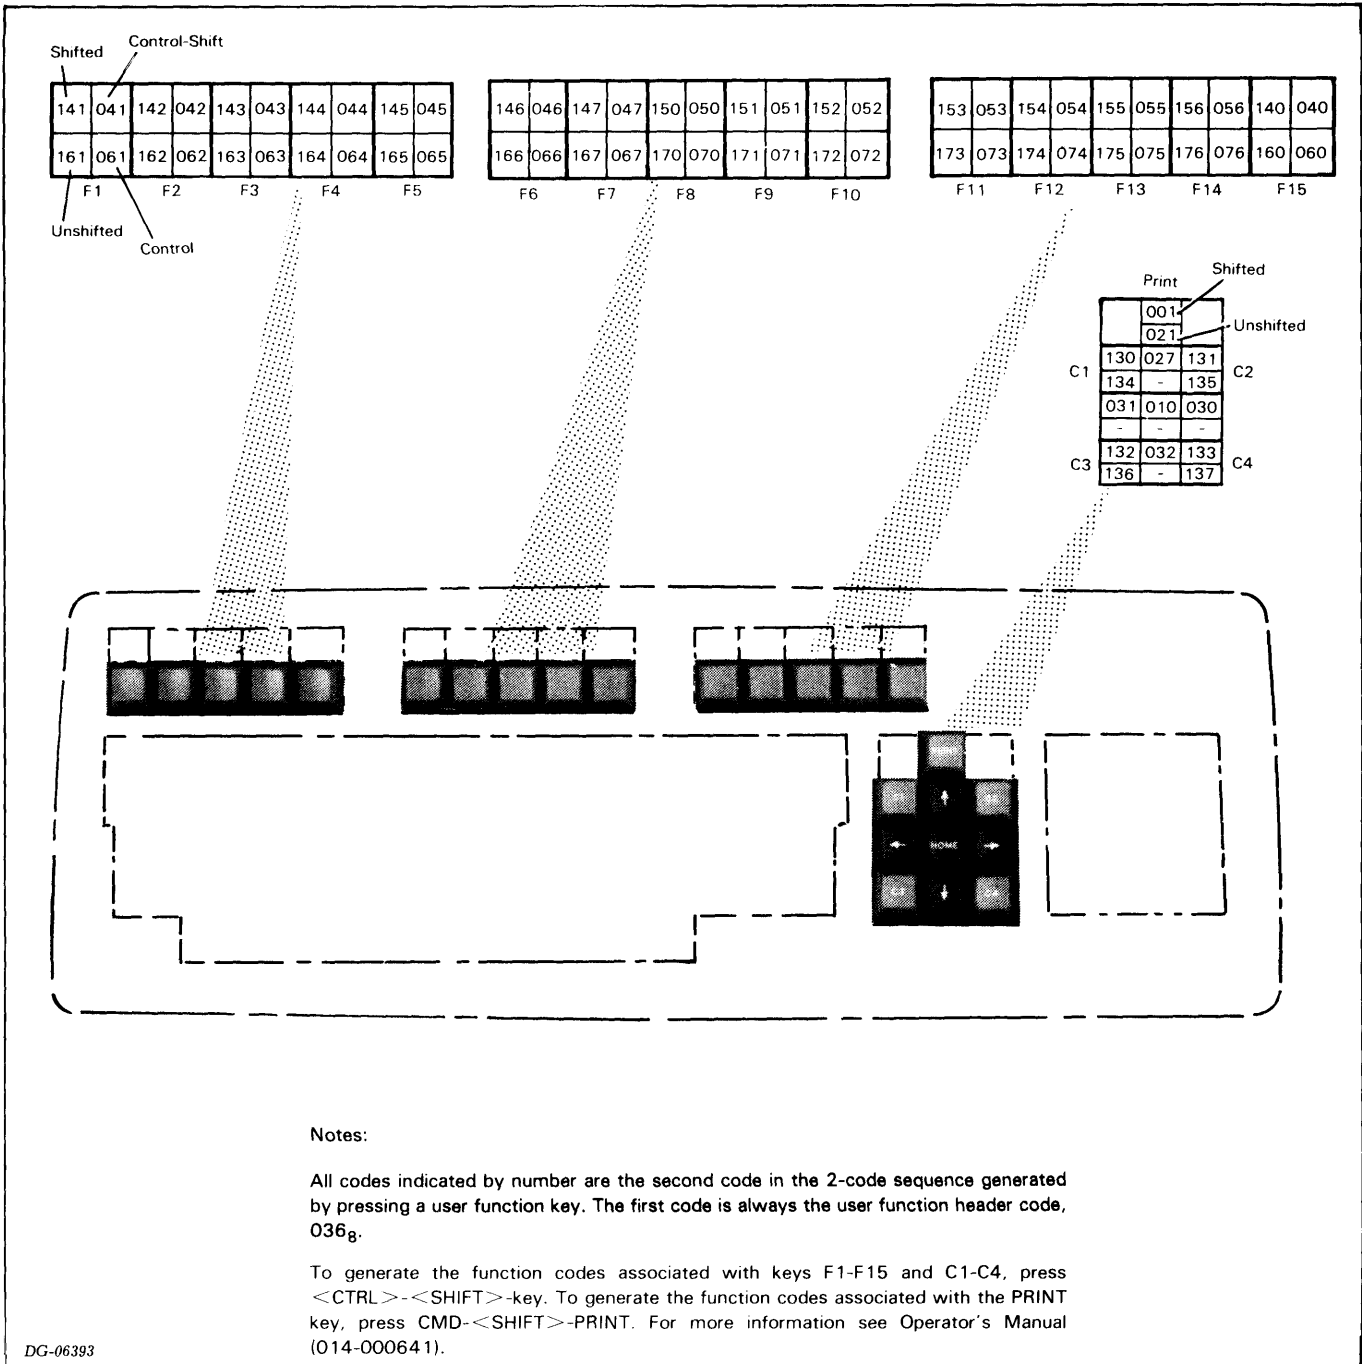 Shifted
Control-Shift
141 041 142 042 143 043 144 044 145 045
161 061 162 062 163 063 164 064 165 065
F1 F2 F3 F4 F5
Unshifted
Control
146 046 147 047 150 050 151 051 152 052
166 066 167 067 170 070 171 071 172 072
F6 F7 F8 F9 F10
153 053 154 054 155 055 156 056 140 040
173 073 174 074 175 075 176 076 160 060
F11 F12 F13 F14 F15
Print
Shifted
001
021
Unshifted
C1 130 027 131 C2
134 - 135
031 010 030
- - -
C3 132 032 133 C4
136 - 137
HOME
Notes:
All codes indicated by number are the second code in the 2-code sequence generated
by pressing a user function key. The first code is always the user function header code,
036₈.
To generate the function codes associated with keys F1-F15 and C1-C4, press
<CTRL>-<SHIFT>-key. To generate the function codes associated with the PRINT
key, press CMD-<SHIFT>-PRINT. For more information see Operator's Manual
(014-000641).
DG-06393